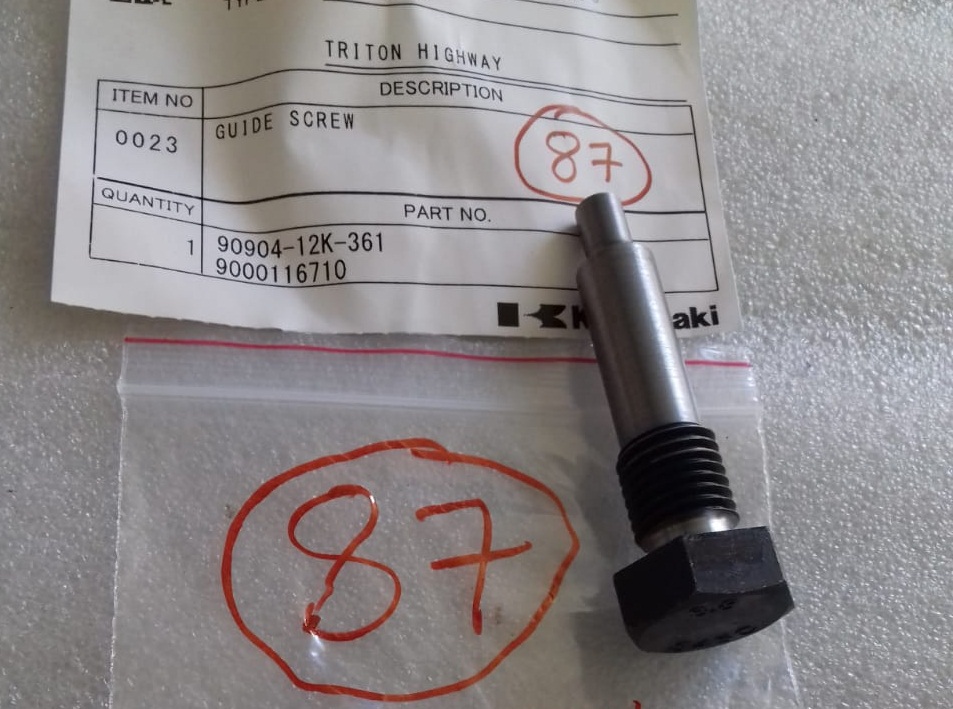 TRITON HIGHWAY
ITEM NO
DESCRIPTION
0023
GUIDE SCREW
87
QUANTITY
PART NO.
1
90904-12K-361
9000116710
87